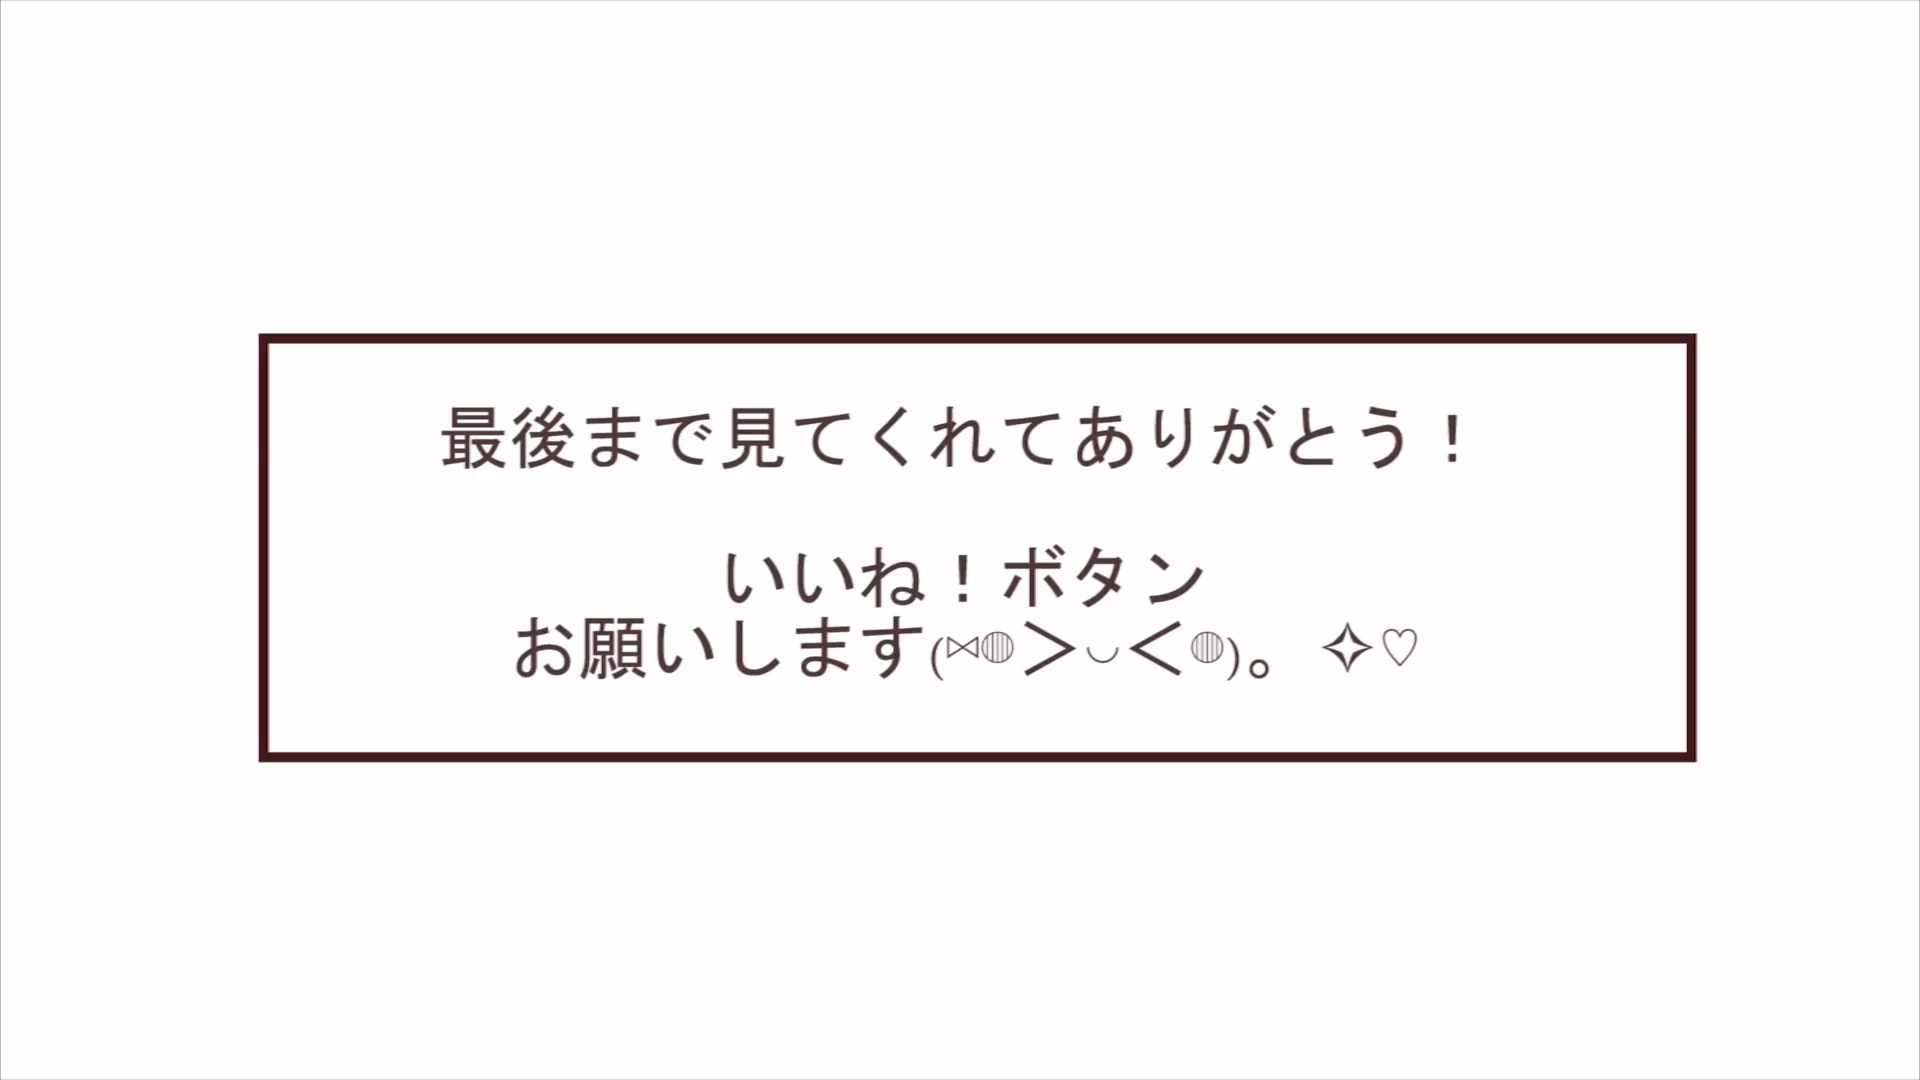 最後まで見てくれてありがとう！
いいね！ボタン
お願いします(⋈◍＞◡＜◍)。✧♡